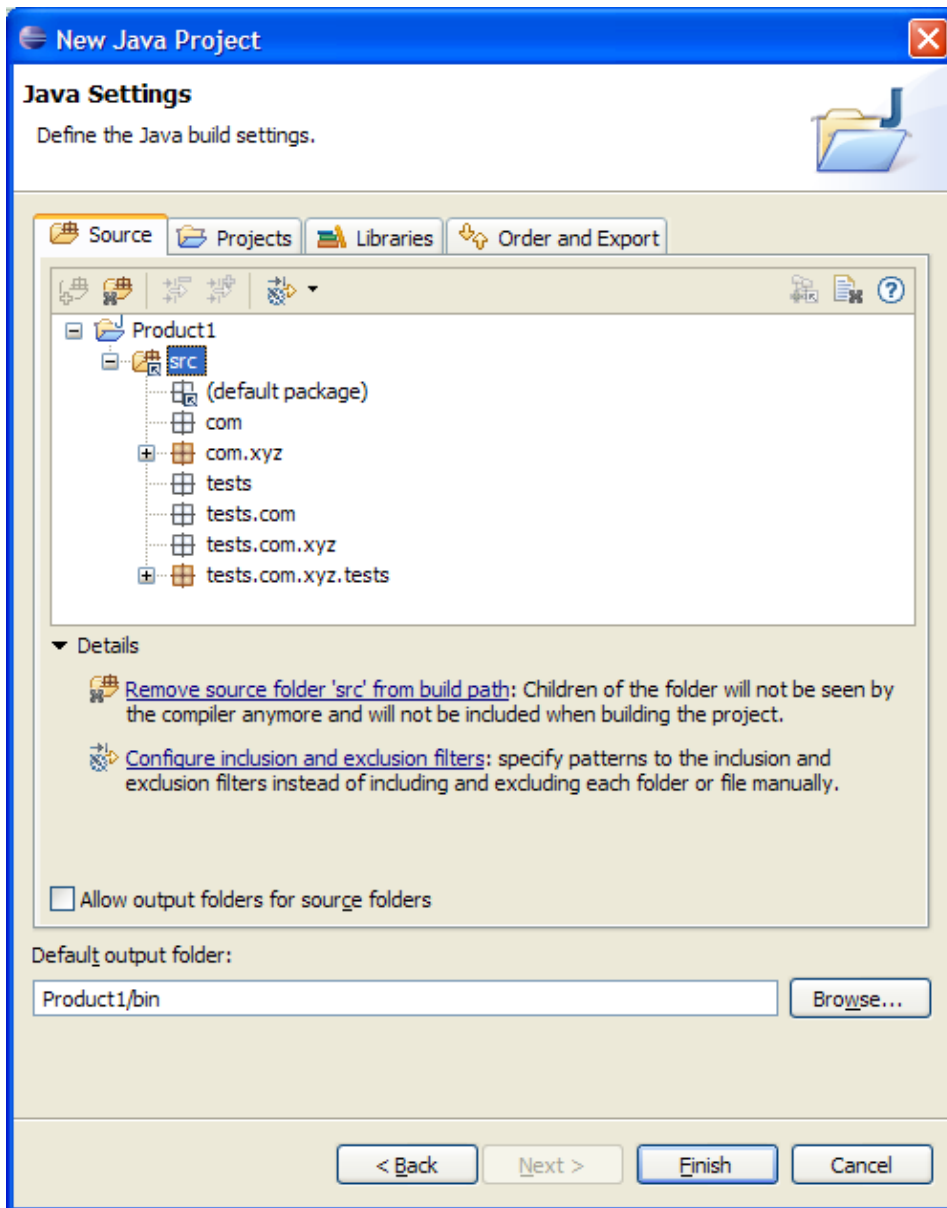 New Java Project
Java Settings
Define the Java build settings.
Source Projects Libraries Order and Export
Product1
src
(default package)
com
com.xyz
tests
tests.com
tests.com.xyz
tests.com.xyz.tests
Details
Remove source folder 'src' from build path: Children of the folder will not be seen by
the compiler anymore and will not be included when building the project.
Configure inclusion and exclusion filters: specify patterns to the inclusion and
exclusion filters instead of including and excluding each folder or file manually.
Allow output folders for source folders
Default output folder:
Product1/bin Browse...
< Back Next > Finish Cancel